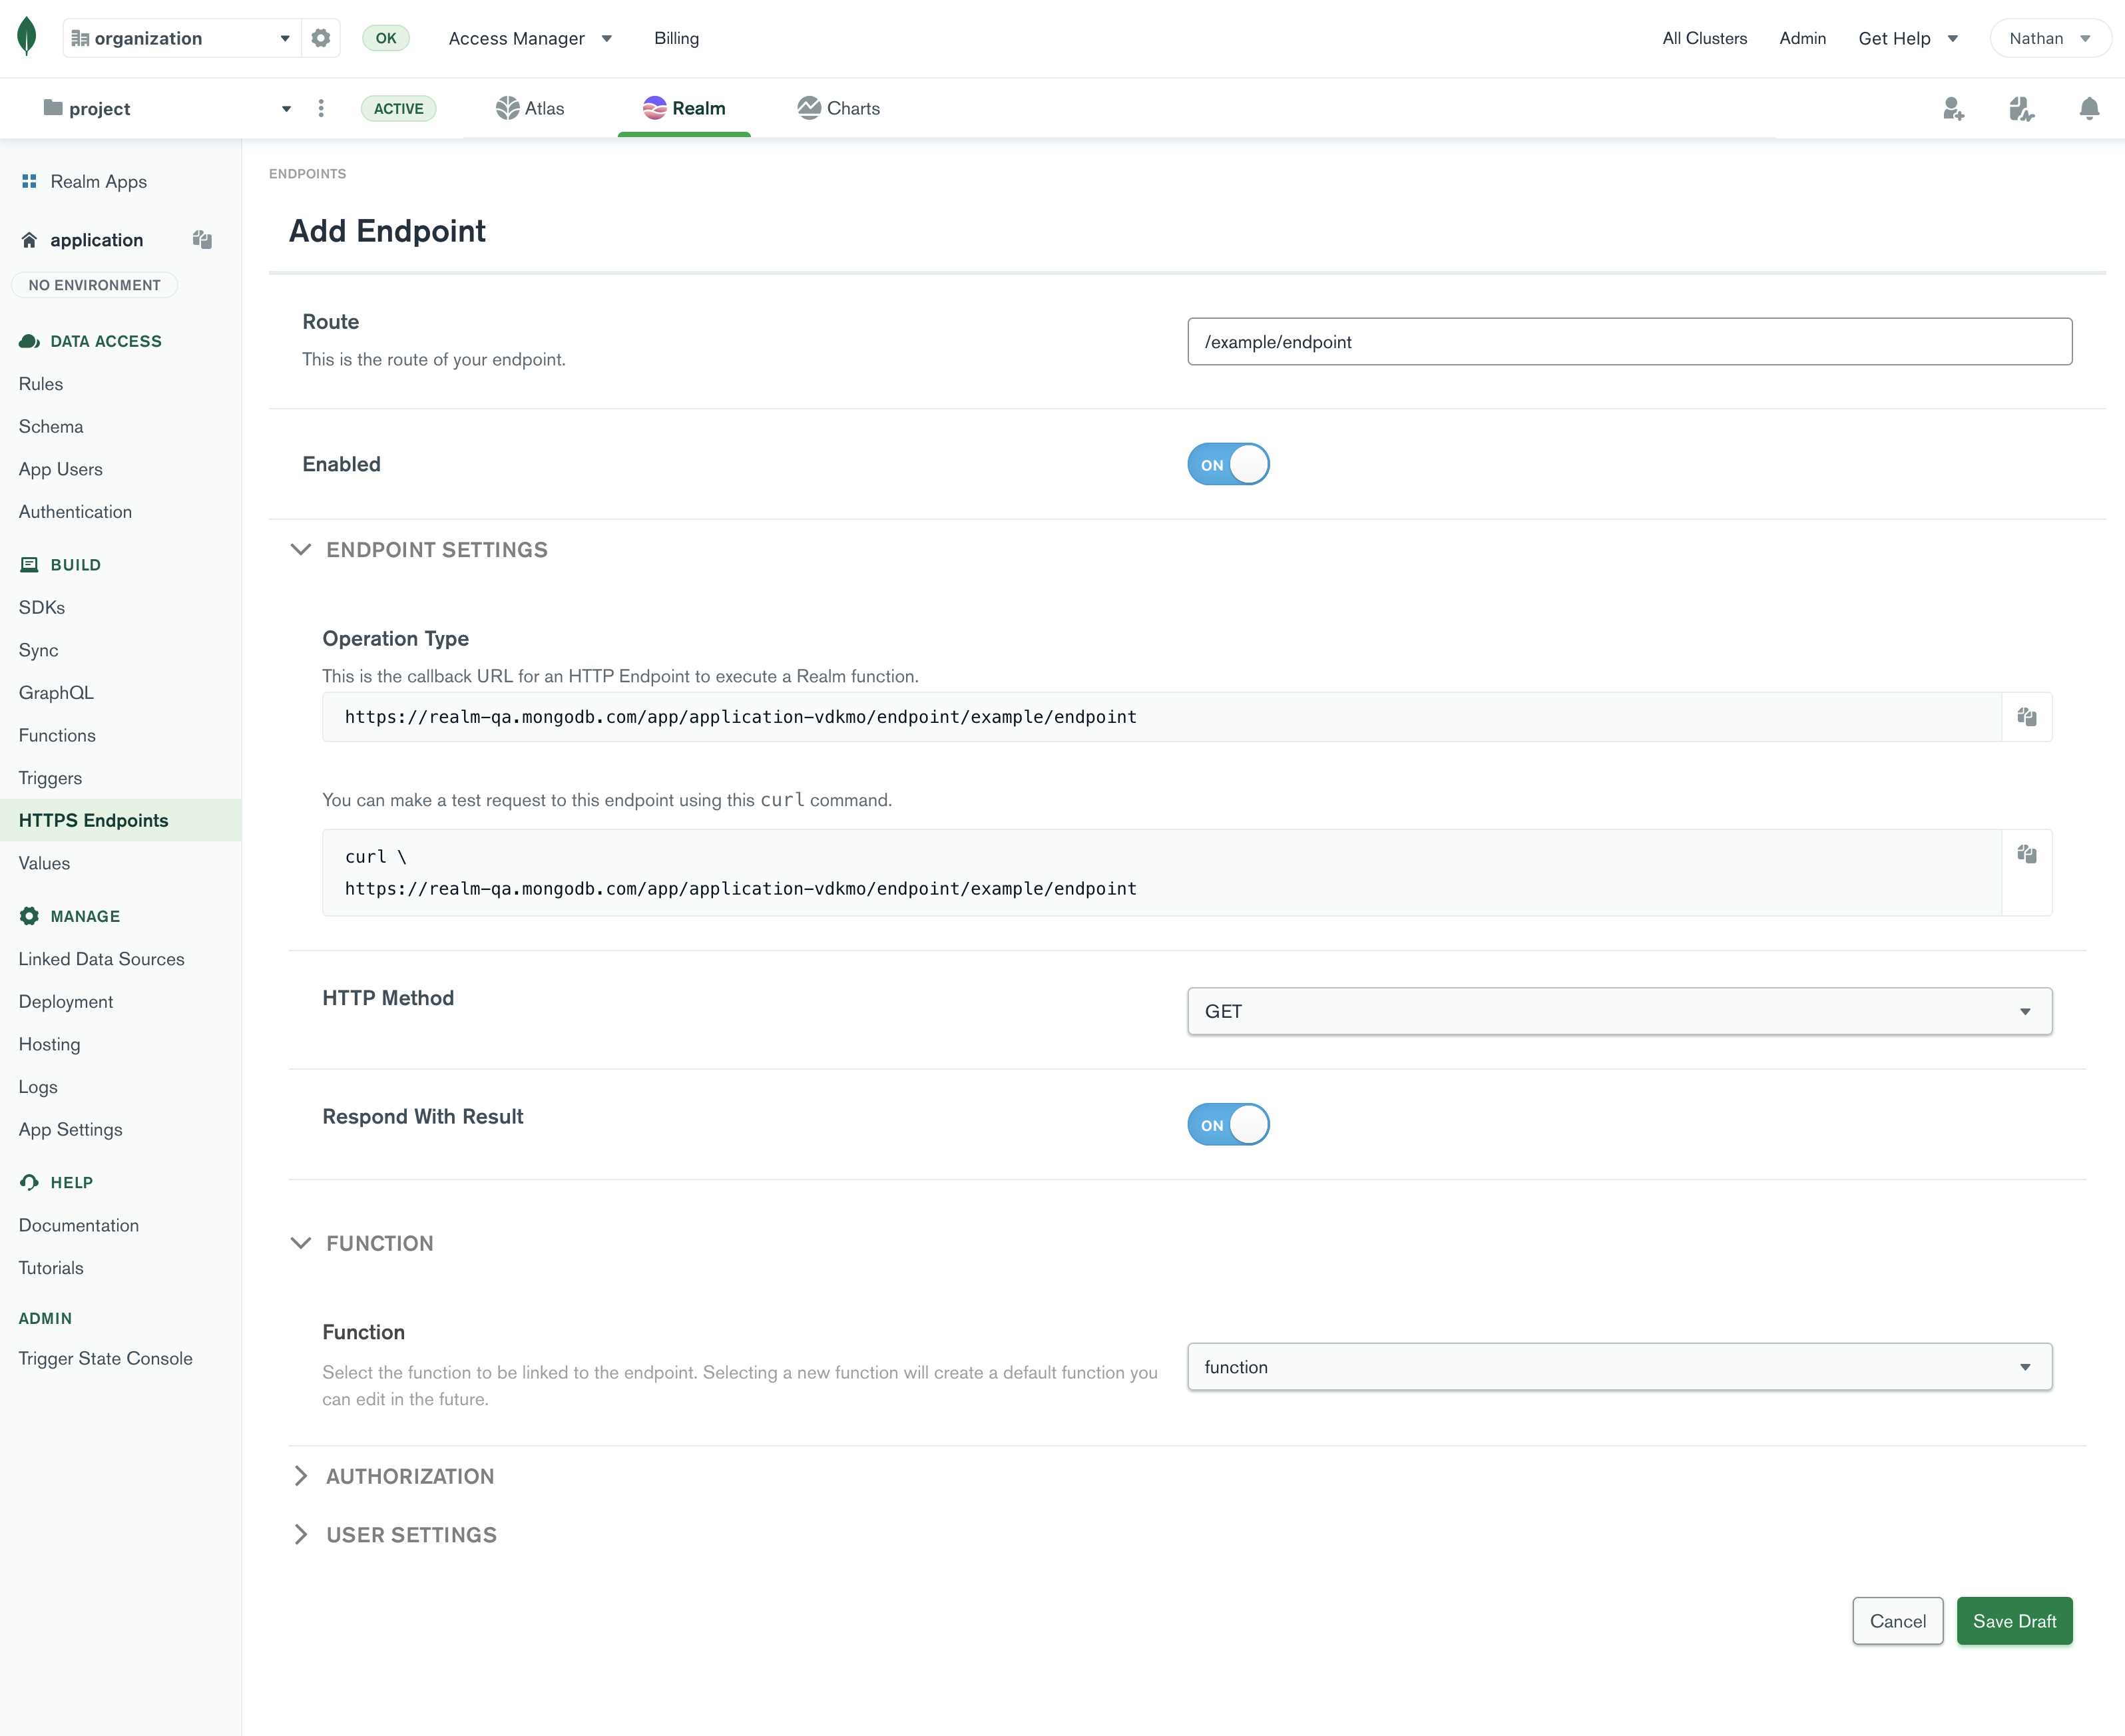 organization
OK
Access Manager
Billing
All Clusters
Admin
Get Help
Nathan
project
ACTIVE
Atlas
Realm
Charts
Realm Apps
application
NO ENVIRONMENT
DATA ACCESS
Rules
Schema
App Users
Authentication
BUILD
SDKs
Sync
GraphQL
Functions
Triggers
HTTPS Endpoints
Values
MANAGE
Linked Data Sources
Deployment
Hosting
Logs
App Settings
HELP
Documentation
Tutorials
ADMIN
Trigger State Console
ENDPOINTS
Add Endpoint
Route
This is the route of your endpoint.
/example/endpoint
Enabled
ON
ENDPOINT SETTINGS
Operation Type
This is the callback URL for an HTTP Endpoint to execute a Realm function.
https://realm-qa.mongodb.com/app/application-vdkmo/endpoint/example/endpoint
You can make a test request to this endpoint using this curl command.
curl \
https://realm-qa.mongodb.com/app/application-vdkmo/endpoint/example/endpoint
HTTP Method
GET
Respond With Result
ON
FUNCTION
Function
Select the function to be linked to the endpoint. Selecting a new function will create a default function you
can edit in the future.
function
AUTHORIZATION
USER SETTINGS
Cancel
Save Draft